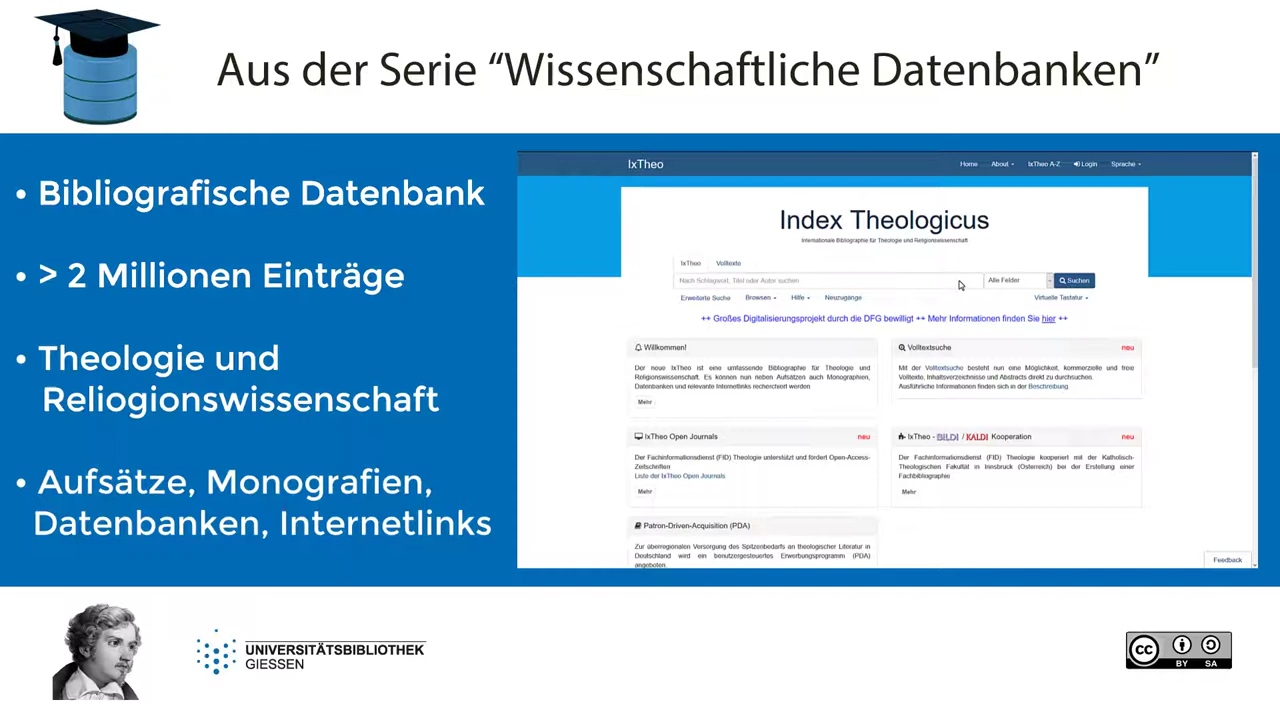 Aus der Serie “Wissenschaftliche Datenbanken”
• Bibliografische Datenbank
• > 2 Millionen Einträge
• Theologie und
Reliogionswissenschaft
• Aufsätze, Monografien,
Datenbanken, Internetlinks
IxTheo
Home About IxTheo A-Z Login Sprache
Index Theologicus
Internationale Bibliographie für Theologie und Religionswissenschaft
IxTheo Volltexte
Nach Schlagwort, Titel oder Autor suchen Alle Felder Suchen
Erweiterte Suche Browsen Hilfe Neuzugänge Virtuelle Tastatur
++ Großes Digitalisierungsprojekt durch die DFG bewilligt ++ Mehr Informationen finden Sie hier ++
Willkommen!
Der neue IxTheo ist eine umfassende Bibliographie für Theologie und
Religionswissenschaft. Es können nun neben Aufsätzen auch Monographien,
Datenbanken und relevante Internetlinks recherchiert werden
Mehr
Volltextsuche neu
Mit der Volltextsuche besteht nun eine Möglichkeit, kommerzielle und freie
Volltexte, Inhaltsverzeichnisse und Abstracts direkt zu durchsuchen.
Ausführliche Informationen finden sich in der Beschreibung
IxTheo Open Journals neu
Der Fachinformationsdienst (FID) Theologie unterstützt und fördert Open-Access-
Zeitschriften
Liste der IxTheo Open Journals
Mehr
IxTheo - BILDI / KALDI Kooperation neu
Der Fachinformationsdienst (FID) Theologie kooperiert mit der Katholisch-
Theologischen Fakultät in Innsbruck (Österreich) bei der Erstellung einer
Fachbibliographie
Mehr
Patron-Driven-Acquisition (PDA)
Zur überregionalen Versorgung des Spitzenbedarfs an theologischer Literatur in
Deutschland wird ein benutzergesteuertes Erwerbungsprogramm (PDA)
angeboten.
Feedback
UNIVERSITÄTSBIBLIOTHEK
GIESSEN
cc BY SA